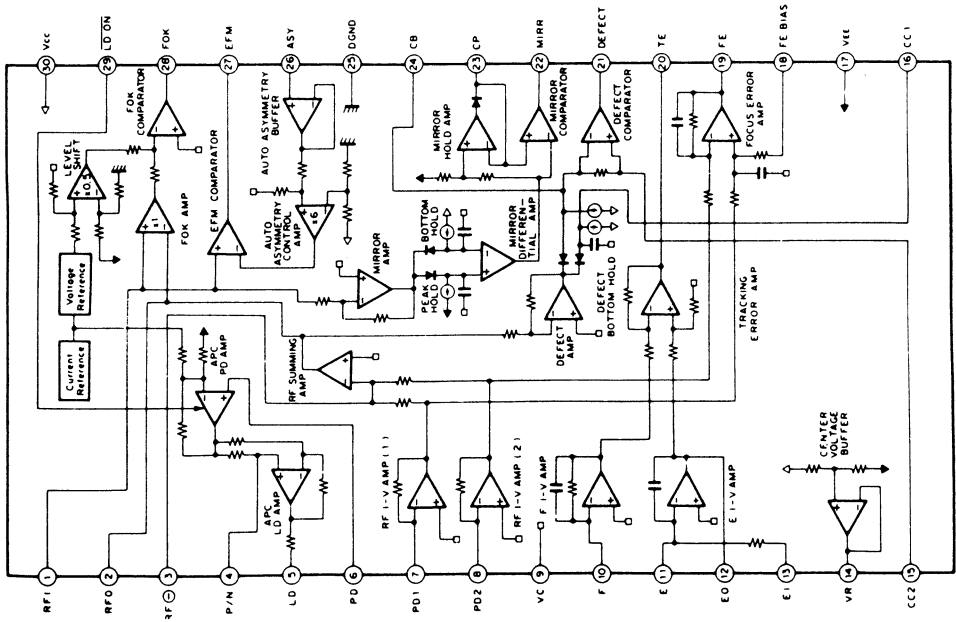 30 Vcc
29 LD ON
28 FOK
27 EFM
26 ASY
25 DGND
24 CB
23 CP
22 MIRR
21 DEFECT
20 TE
19 FE
18 FE BIAS
17 VEE
16 CC1
FOK COMPARATOR
LEVEL SHIFT
×0.5
FOK AMP
×1
EFM COMPARATOR
AUTO ASYMMETRY BUFFER
AUTO ASYMMETRY CONTROL AMP
×6
MIRROR AMP
PEAK HOLD
BOTTOM HOLD
MIRROR DIFFEREN-
TIAL AMP
MIRROR HOLD AMP
MIRROR COMPARATOR
DEFECT COMPARATOR
DEFECT AMP
DEFECT BOTTOM HOLD
FOCUS ERROR AMP
TRACKING ERROR AMP
Voltage Reference
Current Reference
APC PD AMP
APC LD AMP
RF SUMMING AMP
RF I-V AMP (1)
RF I-V AMP (2)
F I-V AMP
E I-V AMP
CENTER VOLTAGE BUFFER
1 RFI
2 RFO
3 RF⊖
4 P/N
5 LD
6 PD
7 PD1
8 PD2
9 VC
10 F
11 E
12 EO
13 EI
14 VR
15 CC2